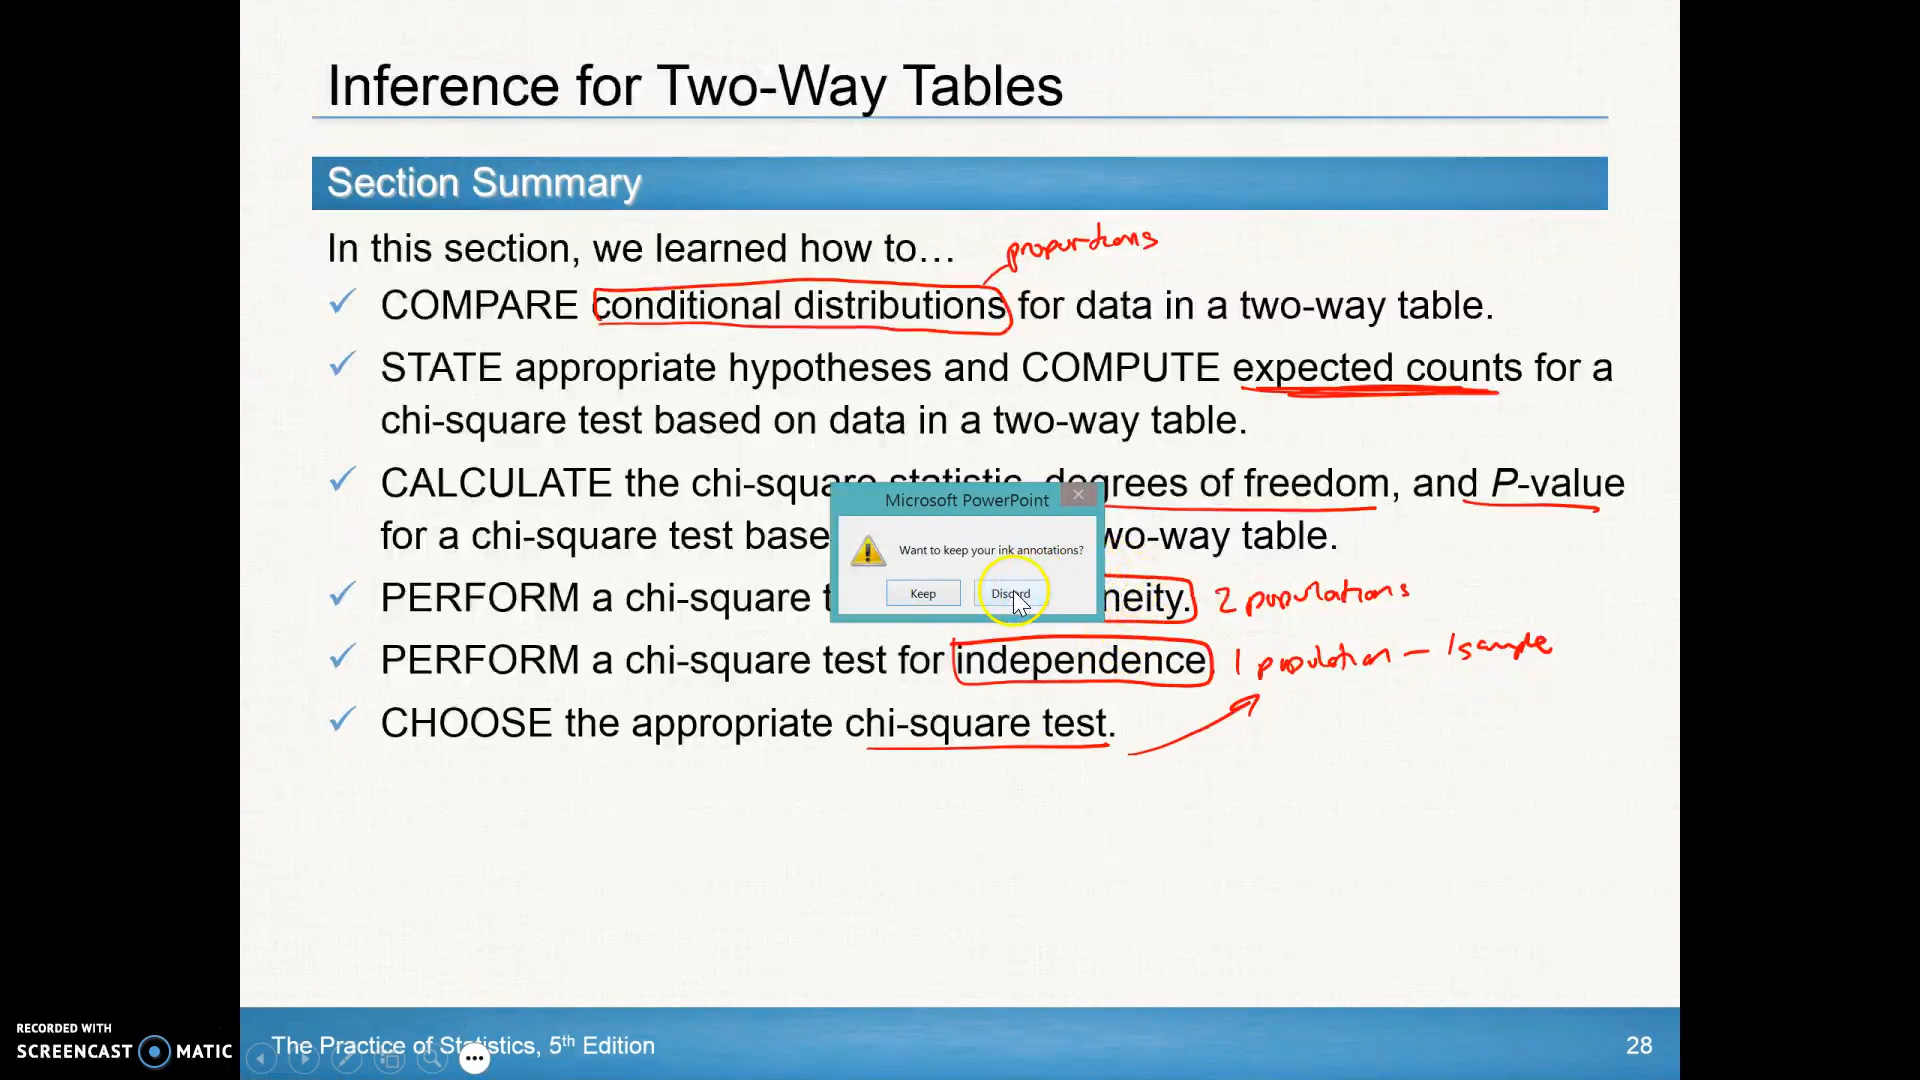 Inference for Two-Way Tables
Section Summary
In this section, we learned how to…
proportions
✓ COMPARE conditional distributions for data in a two-way table.
✓ STATE appropriate hypotheses and COMPUTE expected counts for a
chi-square test based on data in a two-way table.
✓ CALCULATE the chi-square statistic, degrees of freedom, and P-value
for a chi-square test base wo-way table.
Microsoft PowerPoint
Want to keep your ink annotations?
Keep Discard
✓ PERFORM a chi-square t neity. 2 populations
✓ PERFORM a chi-square test for independence 1 population – 1 sample
✓ CHOOSE the appropriate chi-square test.
RECORDED WITH
SCREENCAST MATIC
The Practice of Statistics, 5th Edition
28